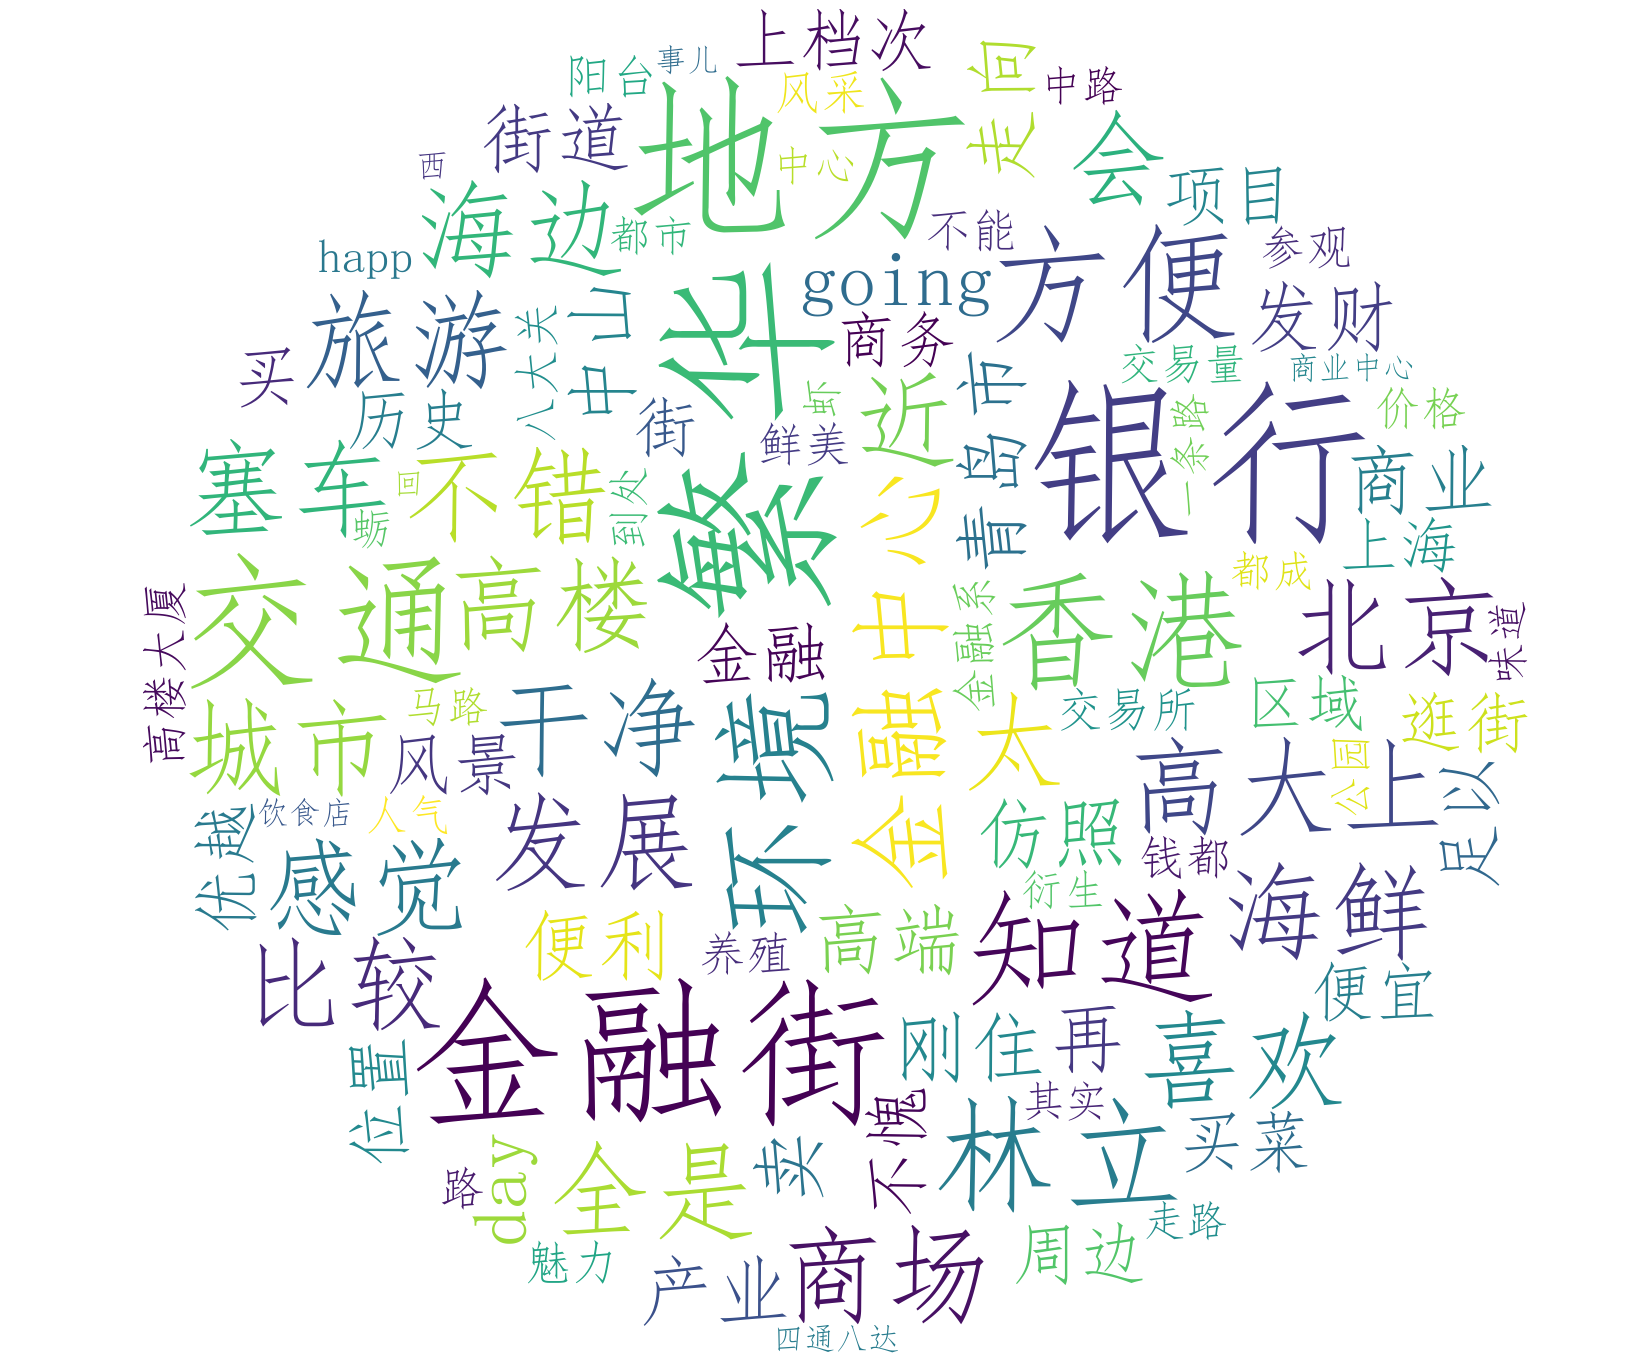 上档次
阳台
事儿
风采
走向
中路
街道
地方
会
西
中心
项目
海边
都市
不能
参观
happ
going
方便
旅游
中山
繁华
发财
八大关
商务
买
近
青岛市
交易量
商业中心
历史
街
虾
鲜美
银行
一条路
价格
塞车
不错
回
蛎
到处
金融中心
商业
上海
交通
高楼
香港
都成
北京
味道
高楼大厦
金融
金融系
城市
马路
风景
干净
环境
太
交易所
区域
逛街
公园
高大上
足以
优越
饮食店
人气
发展
仿照
钱都
感觉
衍生
海鲜
便利
养殖
高端
知道
比较
便宜
金融街
刚住
再
喜欢
位置
不愧
其实
林立
买菜
路
day
全是
卖
走路
魅力
产业
商场
周边
四通八达